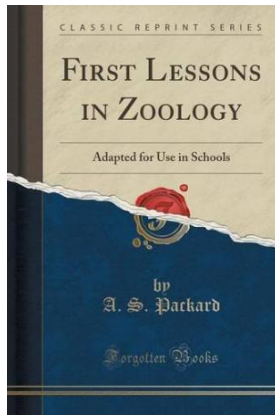 CLASSIC REPRINT SERIES
FIRST LESSONS
IN ZOOLOGY
Adapted for Use in Schools
by
A. S. Packard
Forgotten Books